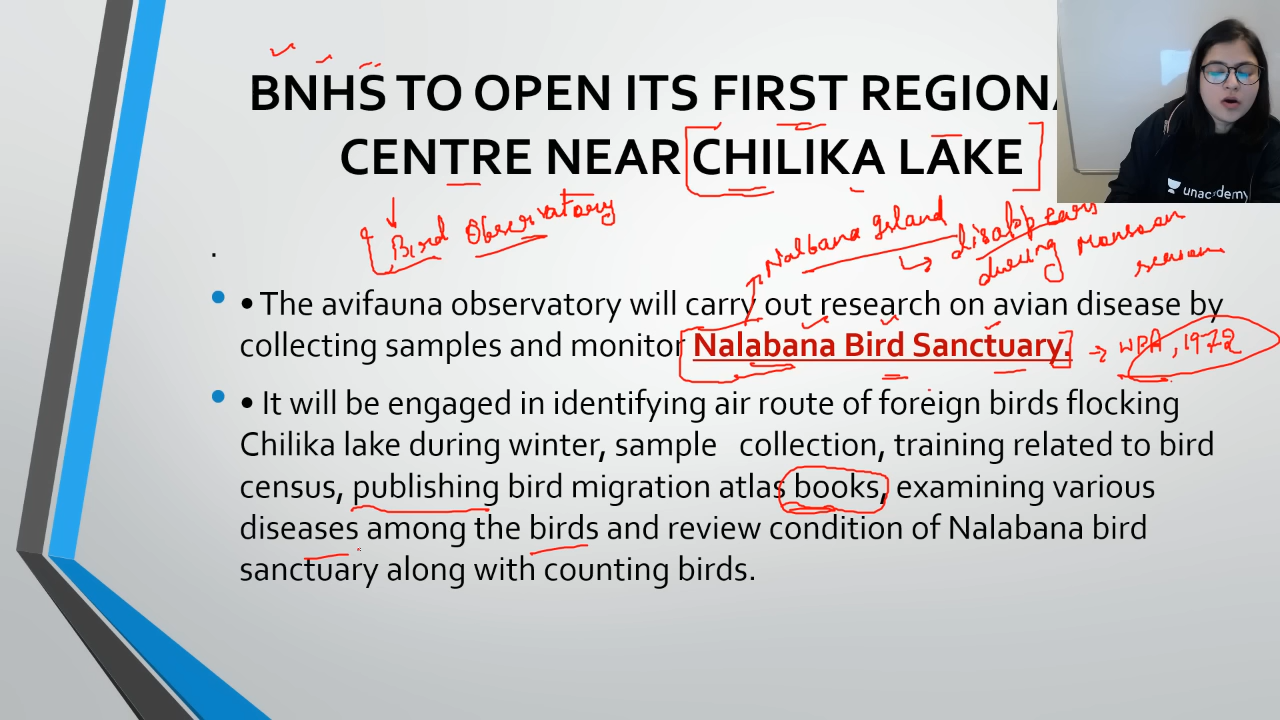 BNHS TO OPEN ITS FIRST REGIONA
CENTRE NEAR CHILIKA LAKE
unacademy
Bird Observatory
Nalbana Island
disappears
during Monsoon
season
.
• The avifauna observatory will carry out research on avian disease by
collecting samples and monitor Nalabana Bird Sanctuary.
WPA, 1972
• It will be engaged in identifying air route of foreign birds flocking
Chilika lake during winter, sample collection, training related to bird
census, publishing bird migration atlas books, examining various
diseases among the birds and review condition of Nalabana bird
sanctuary along with counting birds.